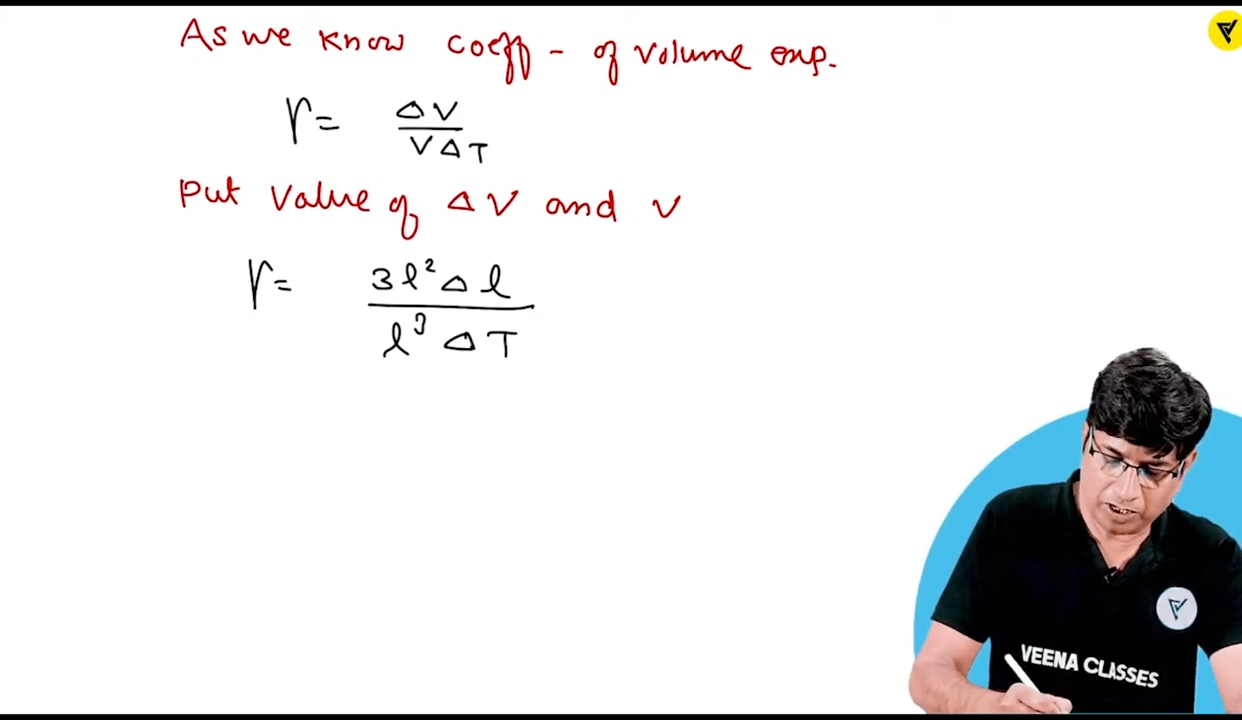 As we know coeff - of volume exp.
γ = ΔV / VΔT
Put value of ΔV and V
γ = 3l²Δl / l³ΔT
VEENA CLASSES